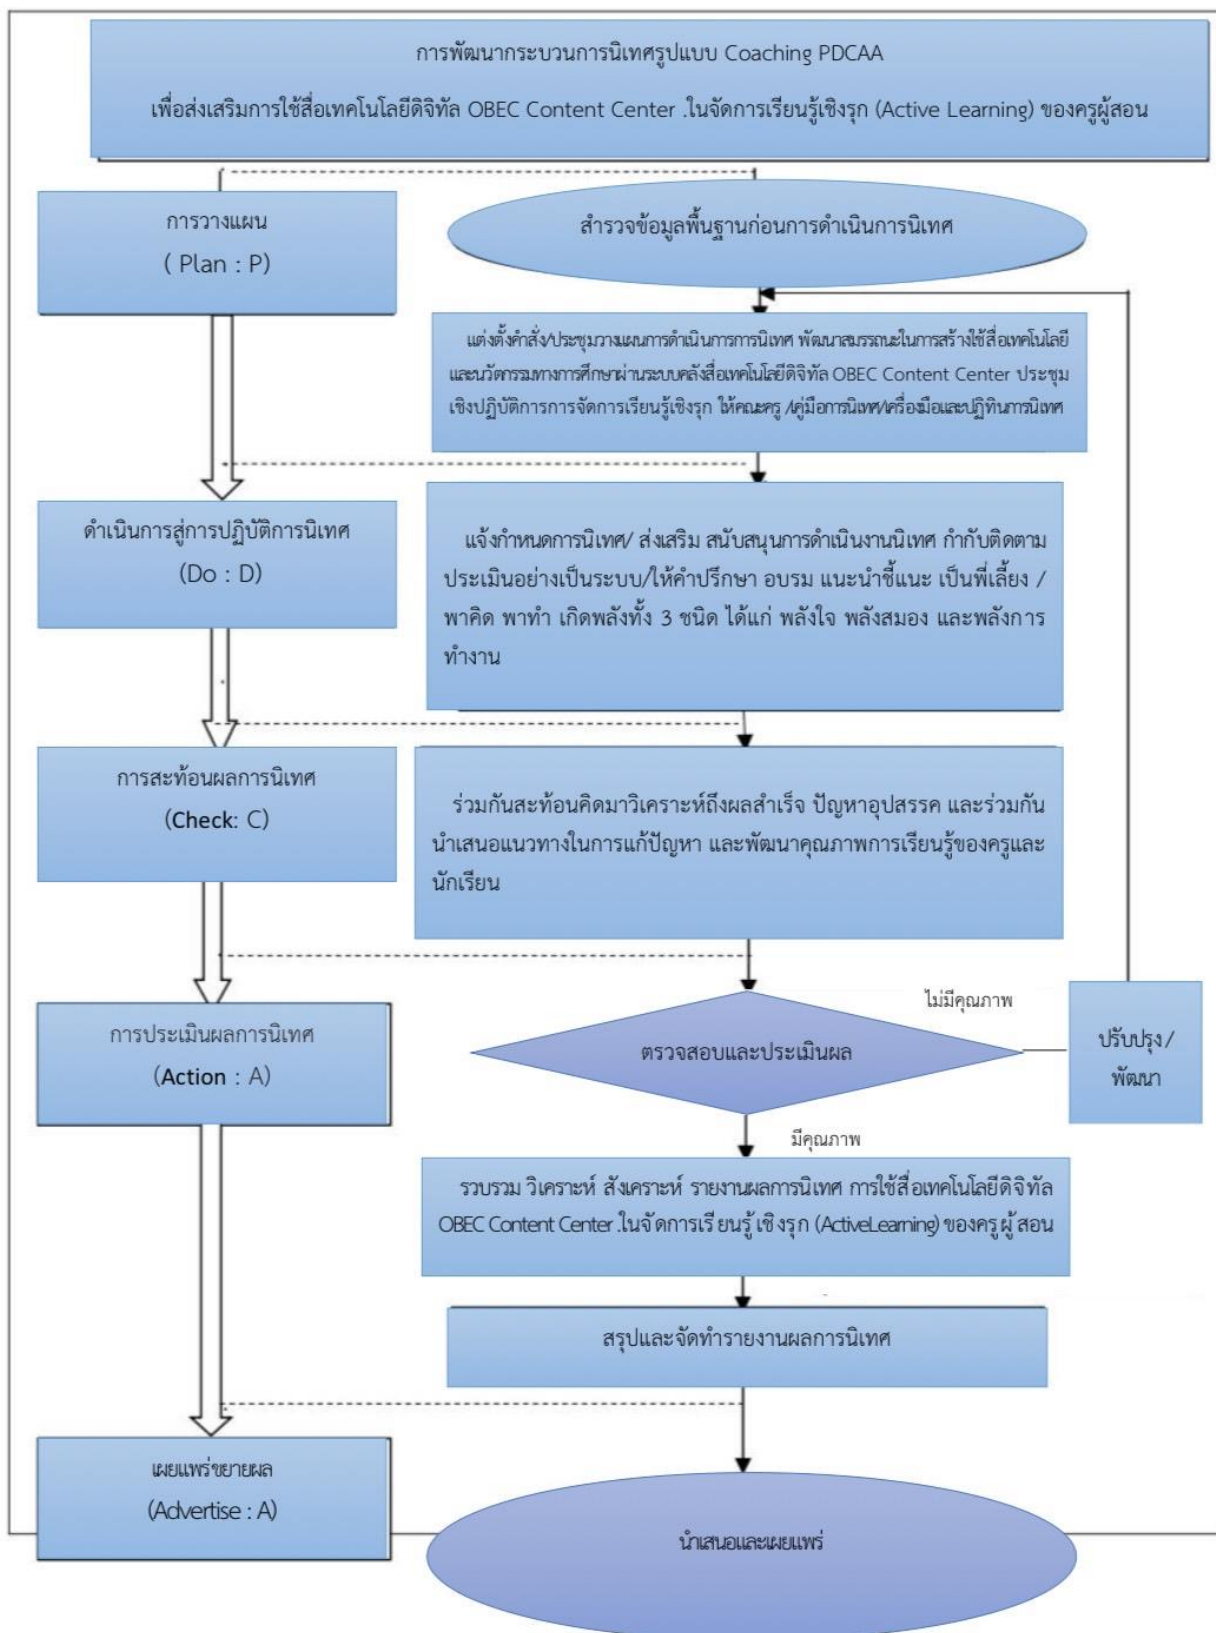 การพัฒนากระบวนการนิเทศรูปแบบ Coaching PDCAA
เพื่อส่งเสริมการใช้สื่อเทคโนโลยีดิจิทัล OBEC Content Center .ในจัดการเรียนรู้เชิงรุก (Active Learning) ของครูผู้สอน
การวางแผน
( Plan : P)
สำรวจข้อมูลพื้นฐานก่อนการดำเนินการนิเทศ
แต่งตั้งคำสั่ง/ประชุมวางแผนการดำเนินการการนิเทศ พัฒนาสมรรถนะในการสร้างใช้สื่อเทคโนโลยี
และนวัตกรรมทางการศึกษาผ่านระบบคลังสื่อเทคโนโลยีดิจิทัล OBEC Content Center ประชุม
เชิงปฏิบัติการการจัดการเรียนรู้เชิงรุก ให้คณะครู /คู่มือการนิเทศ/เครื่องมือและปฏิทินการนิเทศ
ดำเนินการสู่การปฏิบัติการนิเทศ
(Do : D)
แจ้งกำหนดการนิเทศ/ ส่งเสริม สนับสนุนการดำเนินงานนิเทศ กำกับติดตาม
ประเมินอย่างเป็นระบบ/ให้คำปรึกษา อบรม แนะนำชี้แนะ เป็นพี่เลี้ยง /
พาคิด พาทำ เกิดพลังทั้ง 3 ชนิด ได้แก่ พลังใจ พลังสมอง และพลังการ
ทำงาน
การสะท้อนผลการนิเทศ
(Check: C)
ร่วมกันสะท้อนคิดมาวิเคราะห์ถึงผลสำเร็จ ปัญหาอุปสรรค และร่วมกัน
นำเสนอแนวทางในการแก้ปัญหา และพัฒนาคุณภาพการเรียนรู้ของครูและ
นักเรียน
การประเมินผลการนิเทศ
(Action : A)
ตรวจสอบและประเมินผล
ไม่มีคุณภาพ
ปรับปรุง/
พัฒนา
มีคุณภาพ
รวบรวม วิเคราะห์ สังเคราะห์ รายงานผลการนิเทศ การใช้สื่อเทคโนโลยีดิจิทัล
OBEC Content Center .ในจัดการเรียนรู้ เชิงรุก (ActiveLearning) ของครูผู้สอน
สรุปและจัดทำรายงานผลการนิเทศ
เผยแพร่ขยายผล
(Advertise : A)
นำเสนอและเผยแพร่